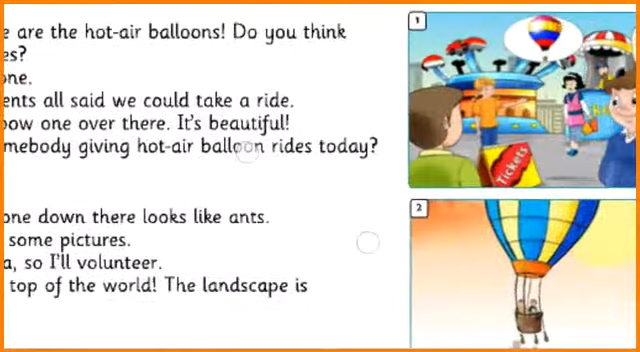 are the hot-air balloons! Do you think
one.
ents all said we could take a ride.
ow one over there. It's beautiful!
mebody giving hot-air balloon rides today?
one down there looks like ants.
some pictures.
a, so I'll volunteer.
top of the world! The landscape is
1
Tickets
2